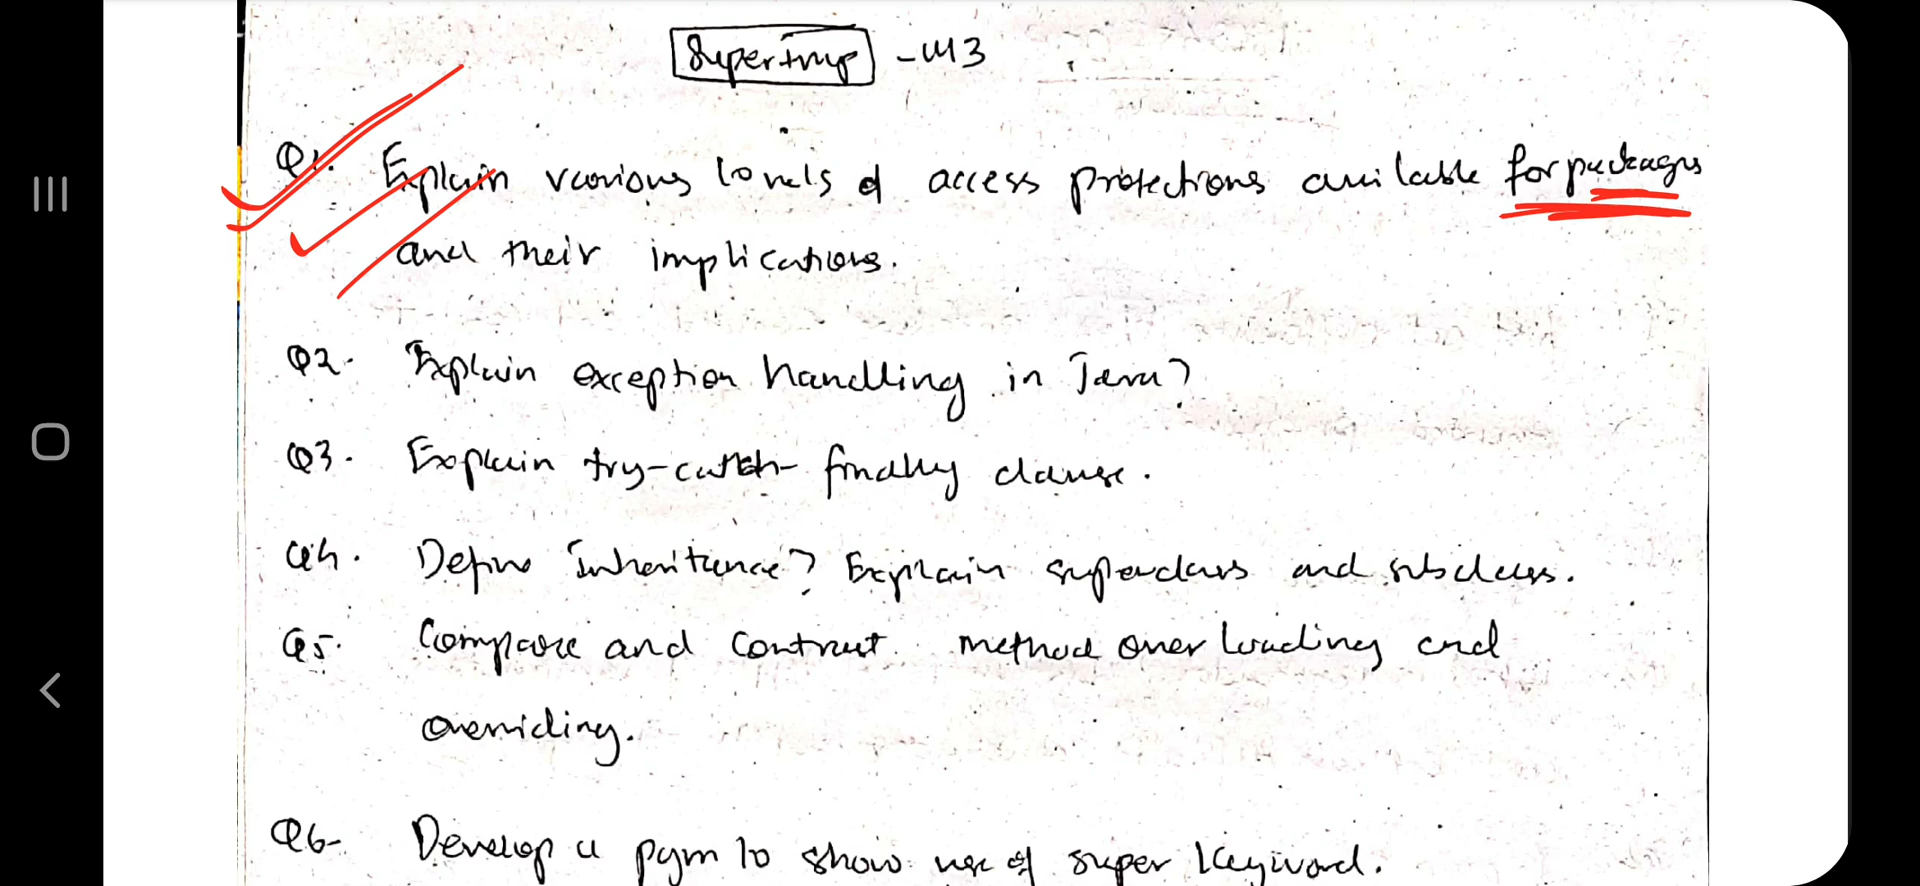 Superimp - M3
Q1. Explain various levels of access protections available for packages
and their implications.
Q2. Explain exception handling in Java?
Q3. Explain try-catch-finally clause.
Q4. Define Inheritance? Explain superclass and subclass.
Q5. Compare and Contrast method overloading and
overriding.
Q6- Develop a pgm to show use of super keyword.